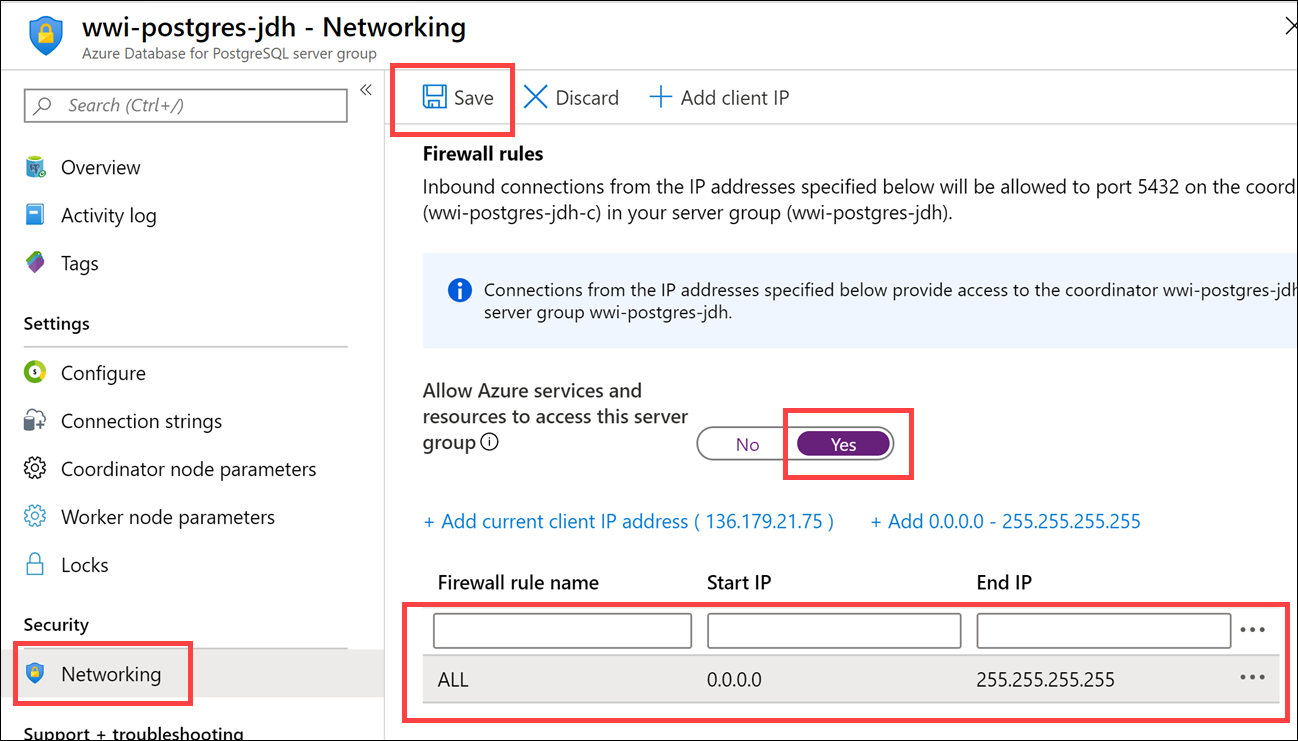 wwi-postgres-jdh - Networking
Azure Database for PostgreSQL server group
Search (Ctrl+/)
Overview
Activity log
Tags
Settings
Configure
Connection strings
Coordinator node parameters
Worker node parameters
Locks
Security
Networking
Support + troubleshooting
Save Discard Add client IP
Firewall rules
Inbound connections from the IP addresses specified below will be allowed to port 5432 on the coord
(wwi-postgres-jdh-c) in your server group (wwi-postgres-jdh).
Connections from the IP addresses specified below provide access to the coordinator wwi-postgres-jdh
server group wwi-postgres-jdh.
Allow Azure services and
resources to access this server
group
No Yes
+ Add current client IP address ( 136.179.21.75 ) + Add 0.0.0.0 - 255.255.255.255
Firewall rule name Start IP End IP
ALL 0.0.0.0 255.255.255.255